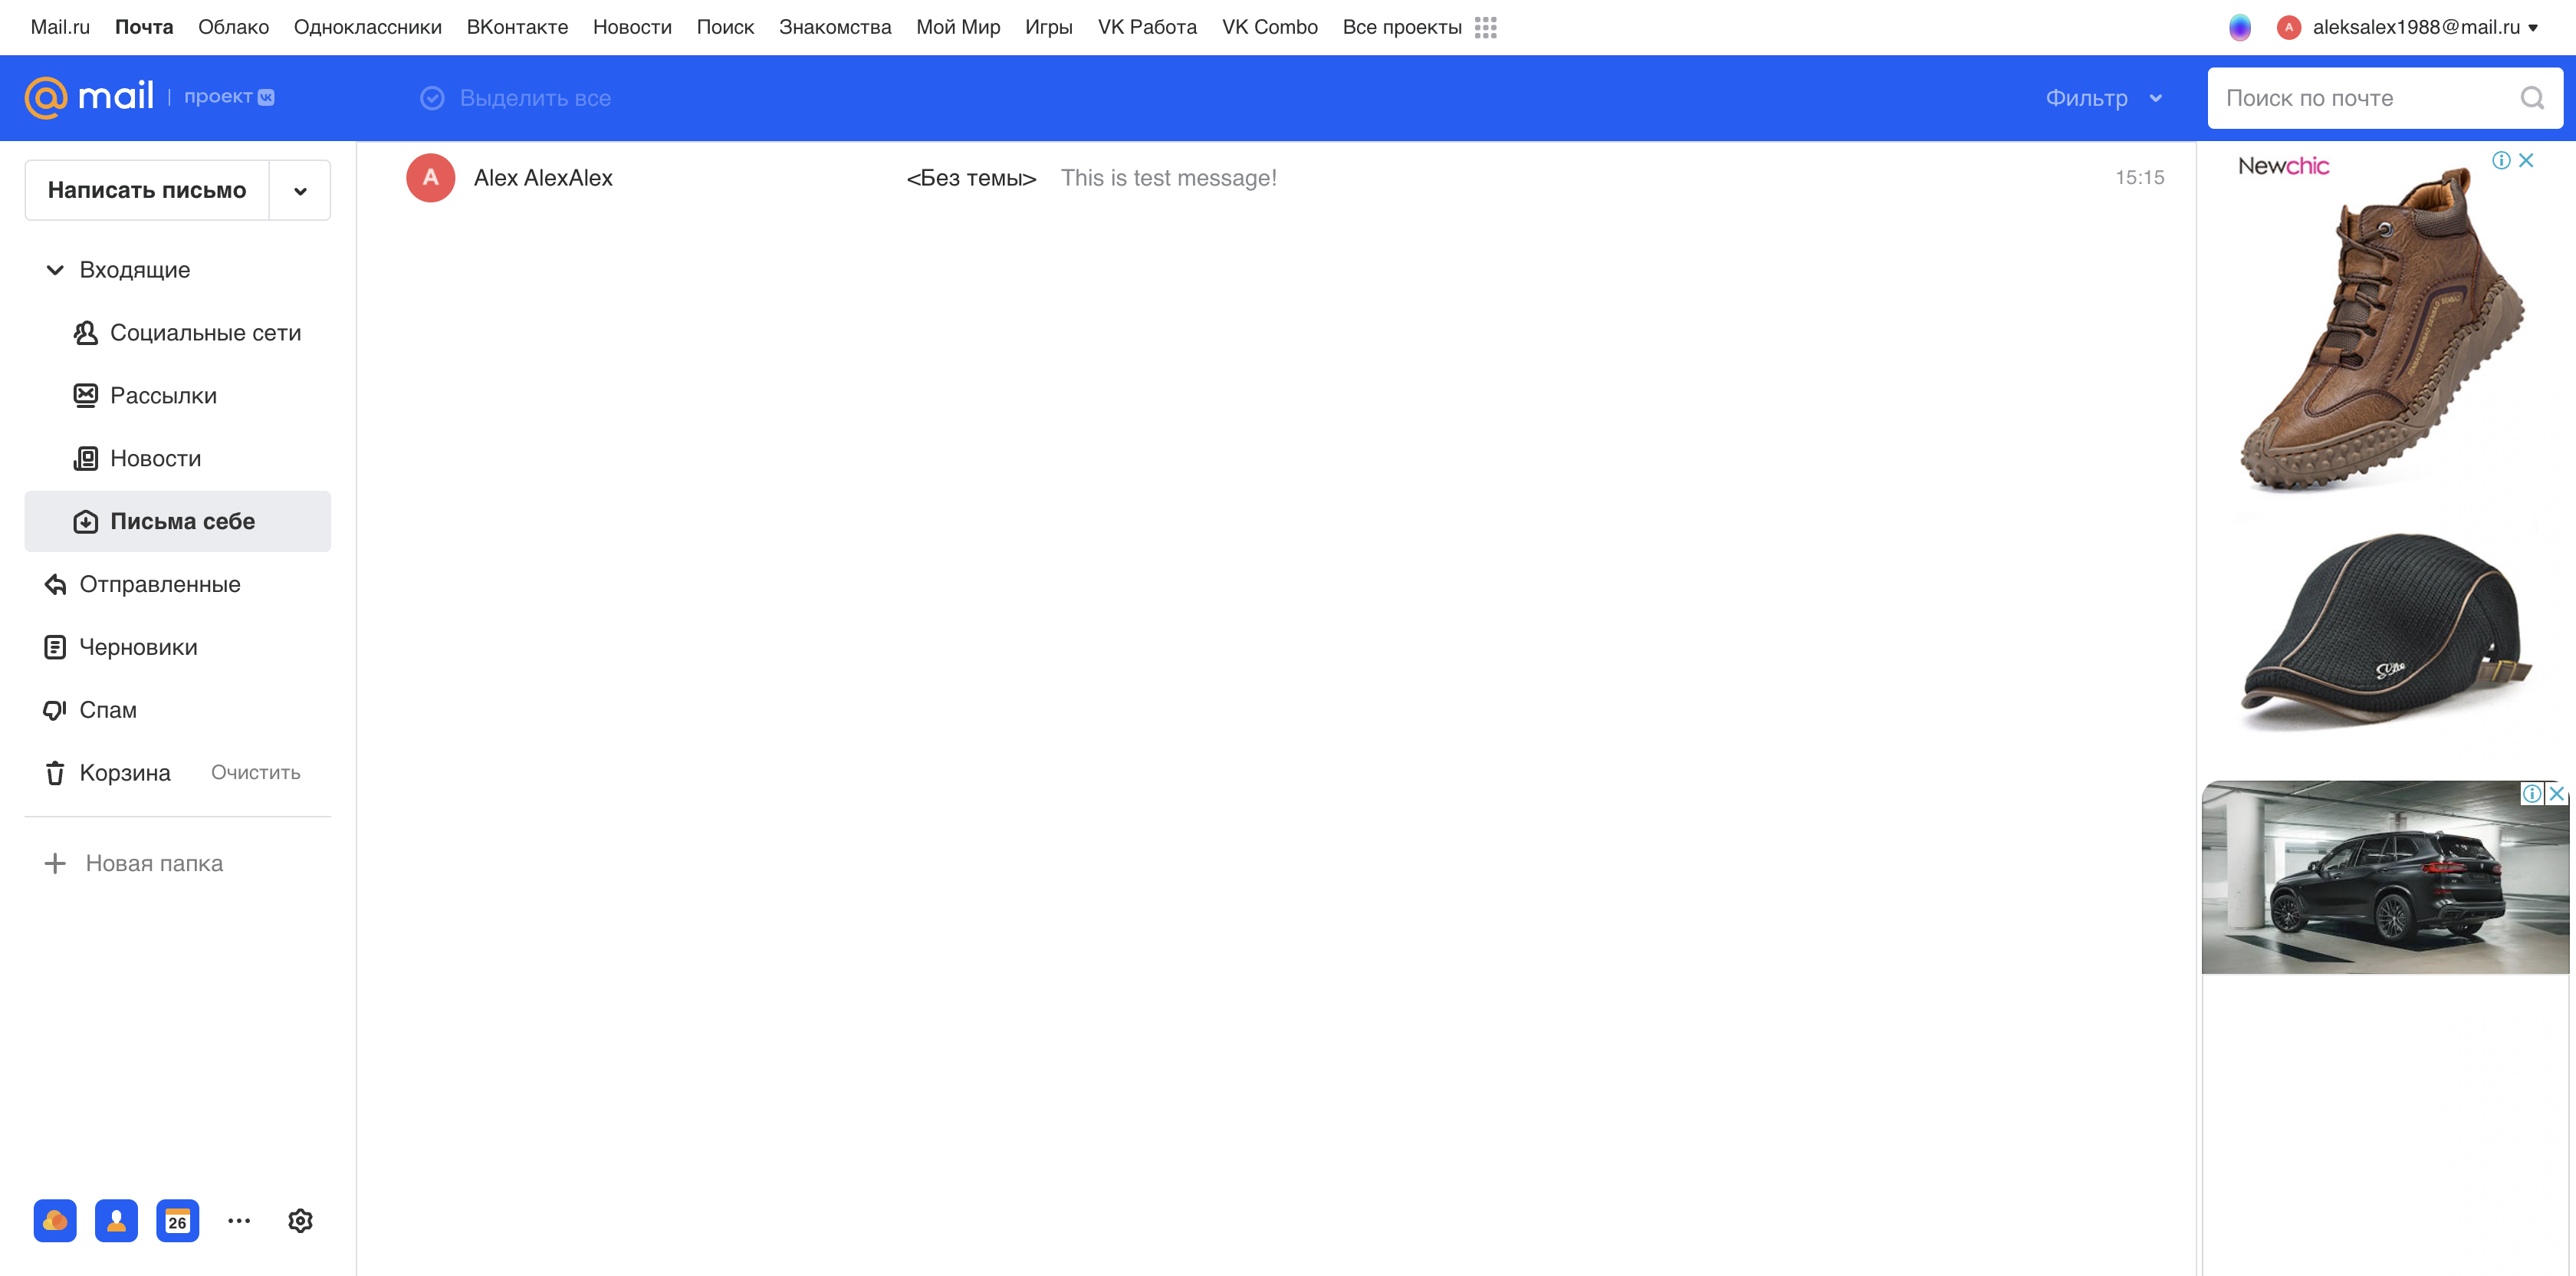 Mail.ru Почта Облако Одноклассники ВКонтакте Новости Поиск Знакомства Мой Мир Игры VK Работа VK Combo Все проекты A aleksalex1988@mail.ru
@mail | проект Выделить все Фильтр Поиск по почте
Написать письмо
Входящие
Социальные сети
Рассылки
Новости
Письма себе
Отправленные
Черновики
Спам
Корзина Очистить
Новая папка
26
A Alex AlexAlex <Без темы> This is test message! 15:15
Newchic